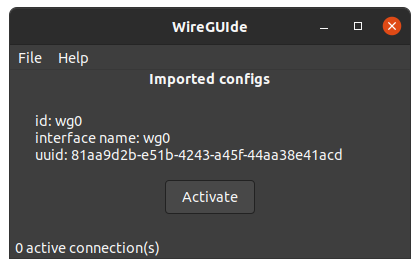 WireGUIde
File Help
Imported configs
id: wg0
interface name: wg0
uuid: 81aa9d2b-e51b-4243-a45f-44aa38e41acd
Activate
0 active connection(s)